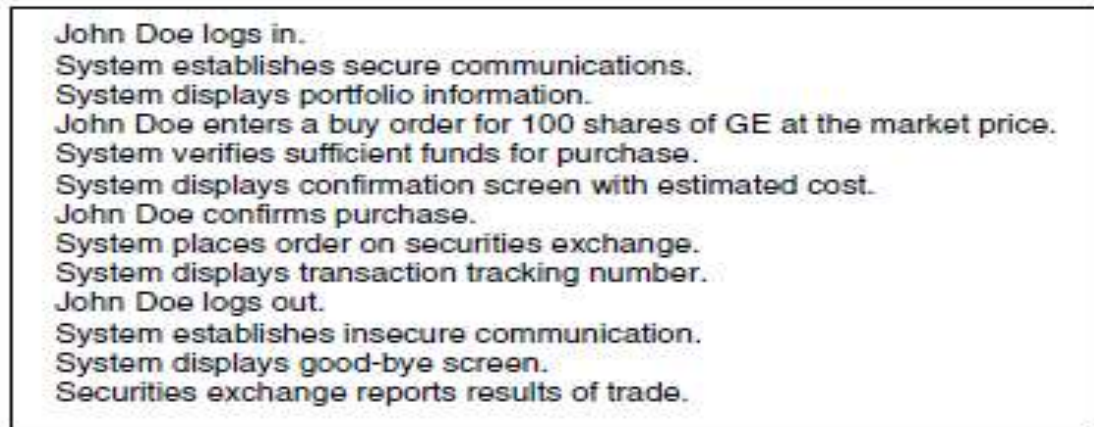 John Doe logs in.
System establishes secure communications.
System displays portfolio information.
John Doe enters a buy order for 100 shares of GE at the market price.
System verifies sufficient funds for purchase.
System displays confirmation screen with estimated cost.
John Doe confirms purchase.
System places order on securities exchange.
System displays transaction tracking number.
John Doe logs out.
System establishes insecure communication.
System displays good-bye screen.
Securities exchange reports results of trade.